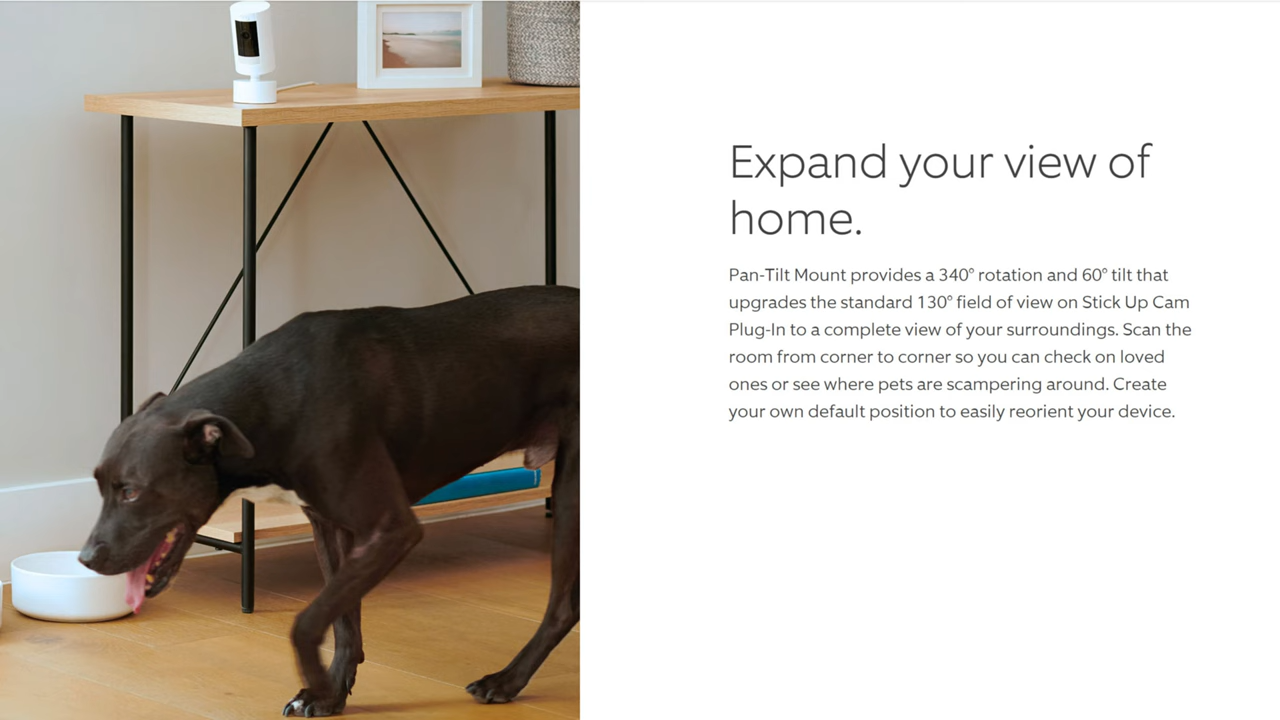 Expand your view of
home.
Pan-Tilt Mount provides a 340° rotation and 60° tilt that
upgrades the standard 130° field of view on Stick Up Cam
Plug-In to a complete view of your surroundings. Scan the
room from corner to corner so you can check on loved
ones or see where pets are scampering around. Create
your own default position to easily reorient your device.